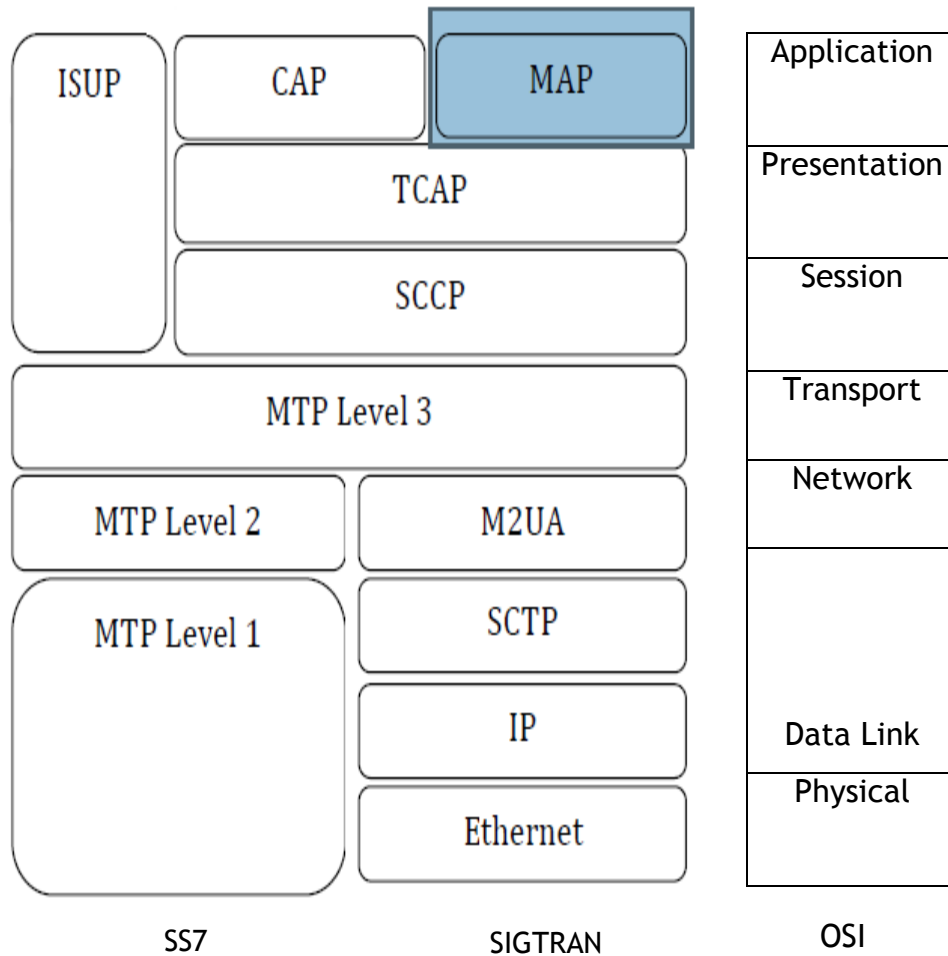 ISUP
CAP
MAP
TCAP
SCCP
MTP Level 3
MTP Level 2
M2UA
MTP Level 1
SCTP
IP
Ethernet
SS7
SIGTRAN
Application
Presentation
Session
Transport
Network
Data Link
Physical
OSI